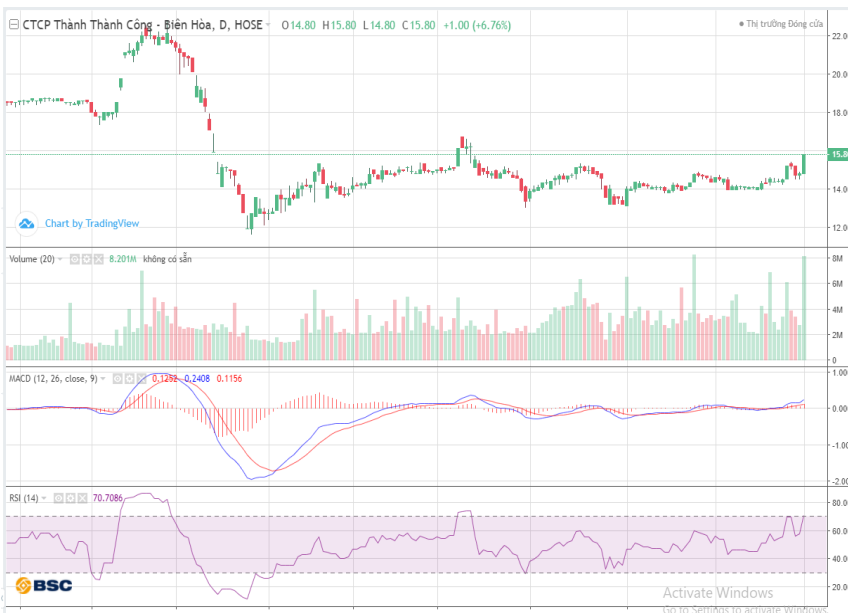 CTCP Thành Thành Công - Biên Hòa, D, HOSE O14.80 H15.80 L14.80 C15.80 +1.00 (+6.76%)
Thị trường Đóng cửa
22.00
20.00
18.00
15.80
14.00
12.00
Chart by TradingView
Volume (20) 8.201M không có sẵn
8M
6M
4M
2M
0
MACD (12, 26, close, 9) 0.1252 0.2408 0.1156
1.00
0.00
-1.00
-2.00
RSI (14) 70.7086
80.00
60.00
40.00
20.00
BSC
Activate Windows
Go to Settings to activate Windows.